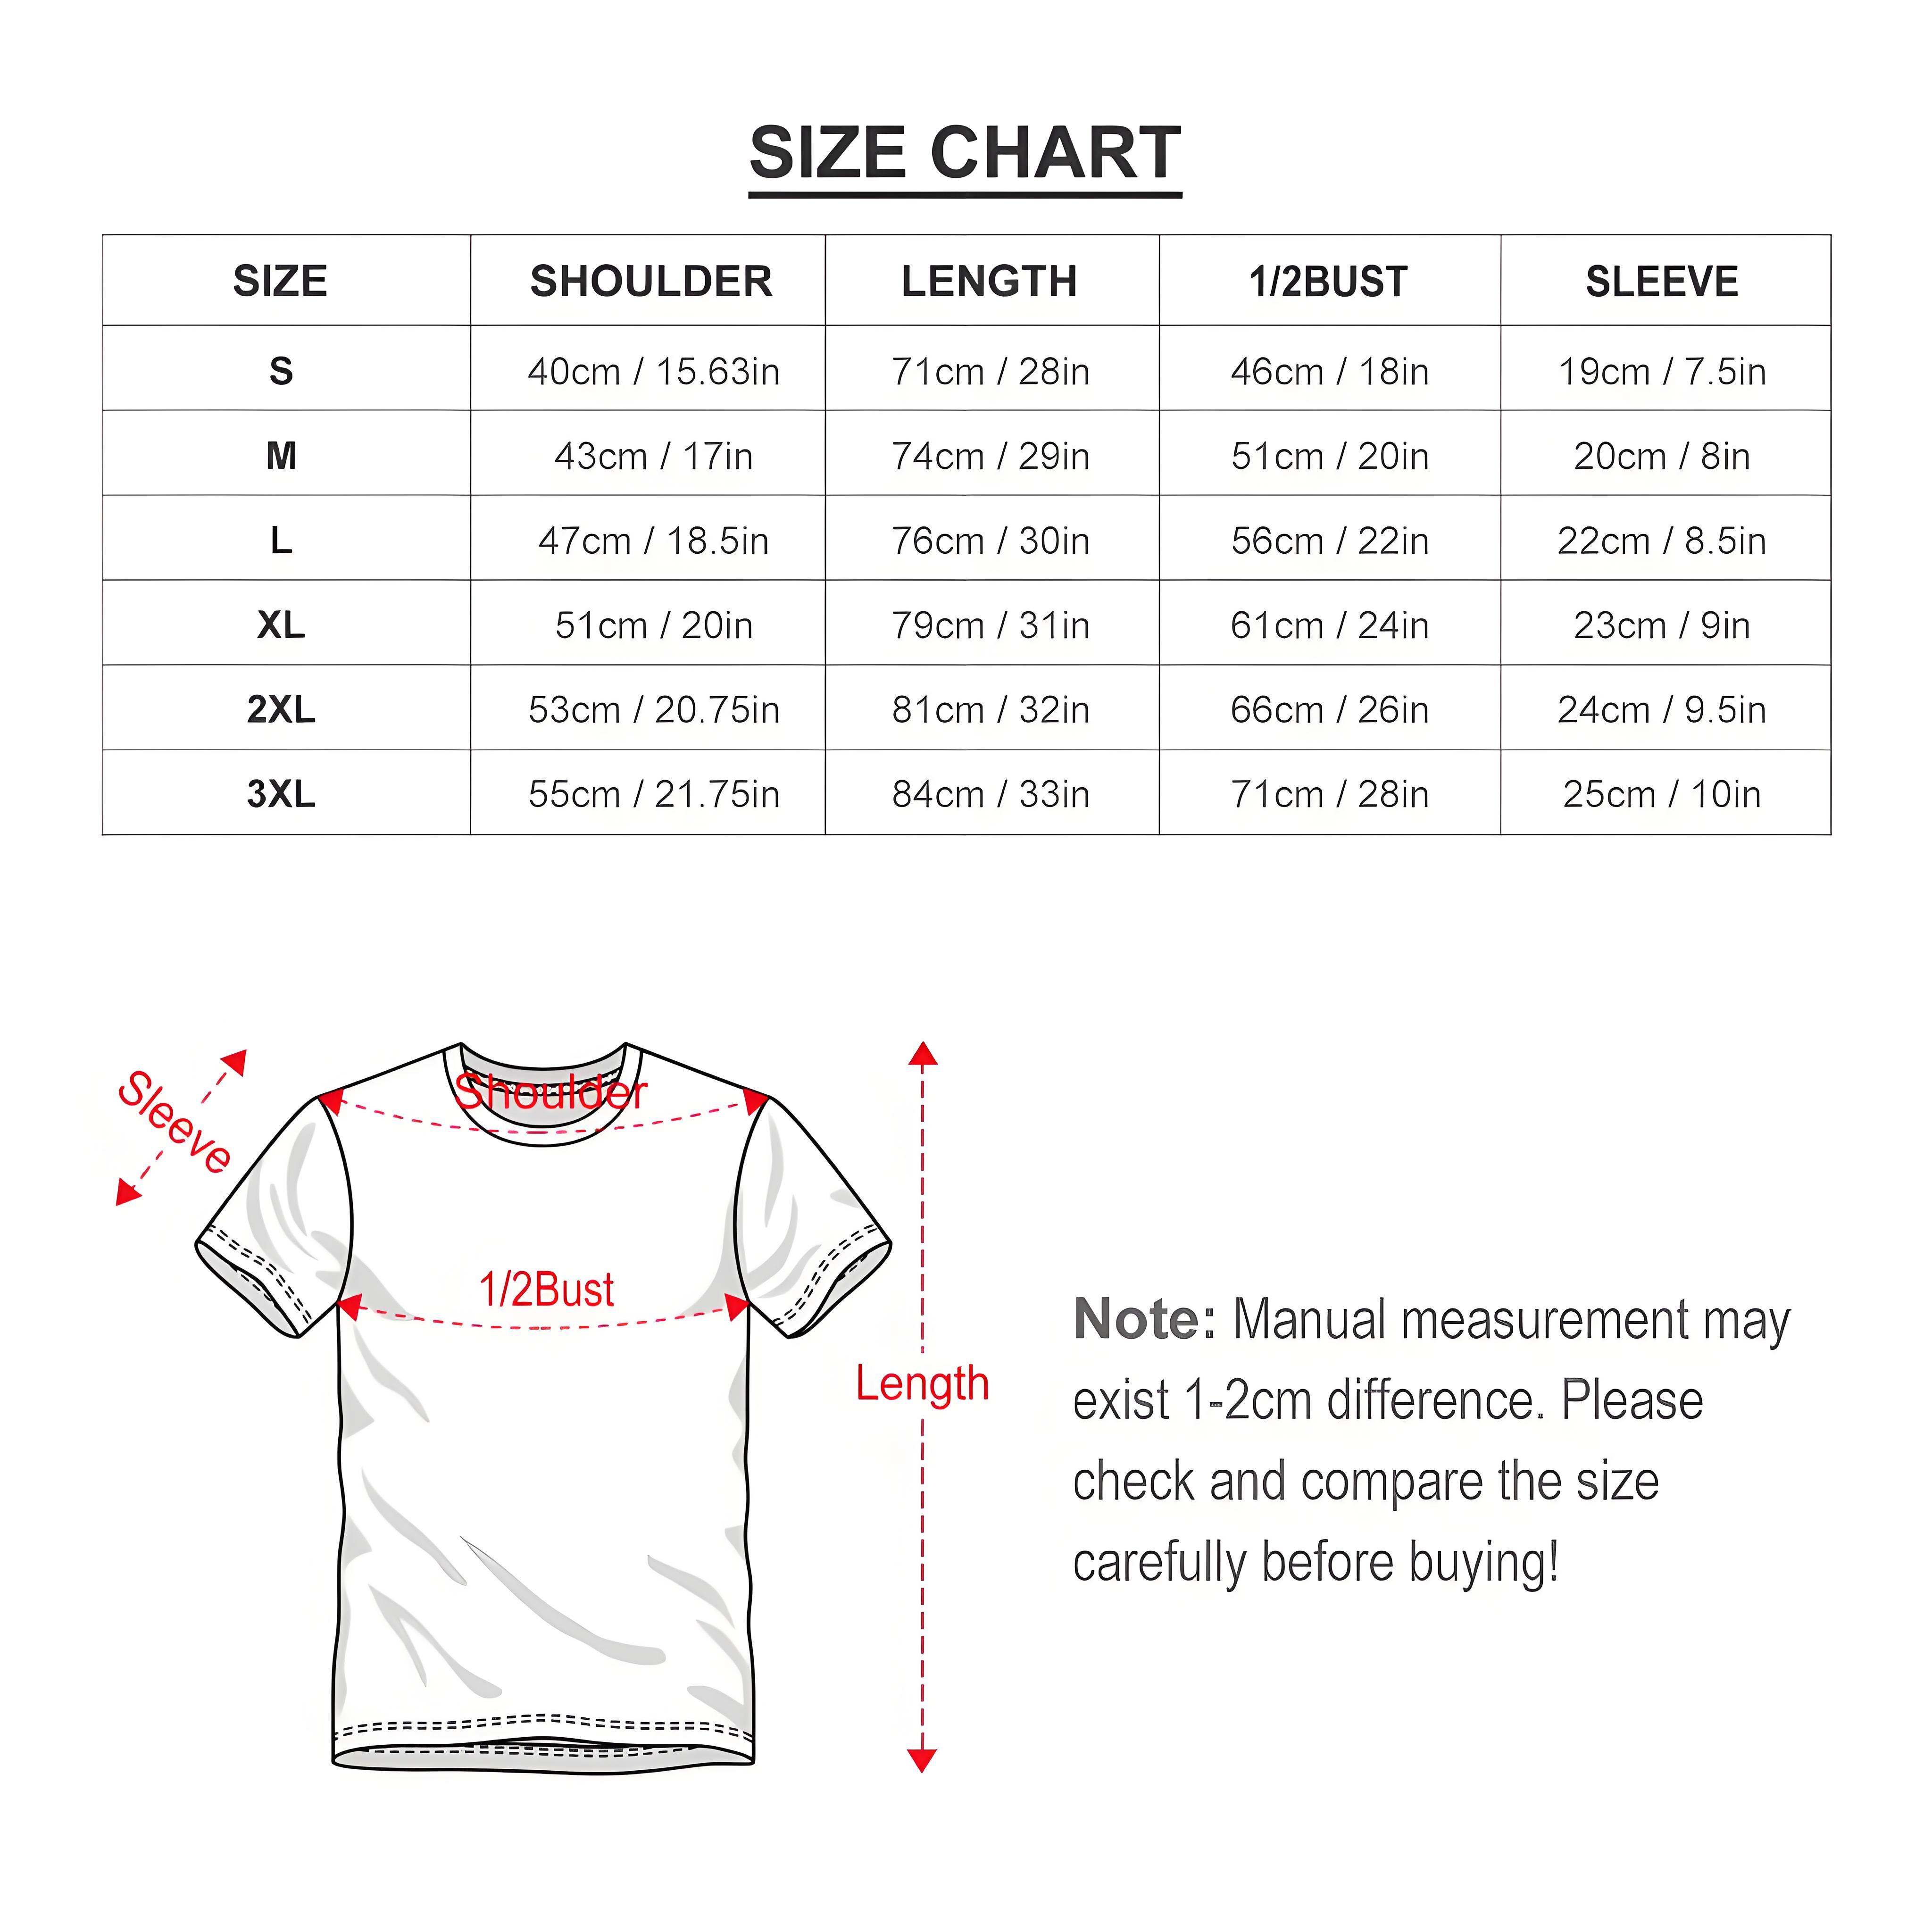 SIZE CHART
SIZE SHOULDER LENGTH 1/2BUST SLEEVE
S 40cm / 15.63in 71cm / 28in 46cm / 18in 19cm / 7.5in
M 43cm / 17in 74cm / 29in 51cm / 20in 20cm / 8in
L 47cm / 18.5in 76cm / 30in 56cm / 22in 22cm / 8.5in
XL 51cm / 20in 79cm / 31in 61cm / 24in 23cm / 9in
2XL 53cm / 20.75in 81cm / 32in 66cm / 26in 24cm / 9.5in
3XL 55cm / 21.75in 84cm / 33in 71cm / 28in 25cm / 10in
Sleeve
Shoulder
1/2Bust
Length
Note: Manual measurement may
exist 1-2cm difference. Please
check and compare the size
carefully before buying!